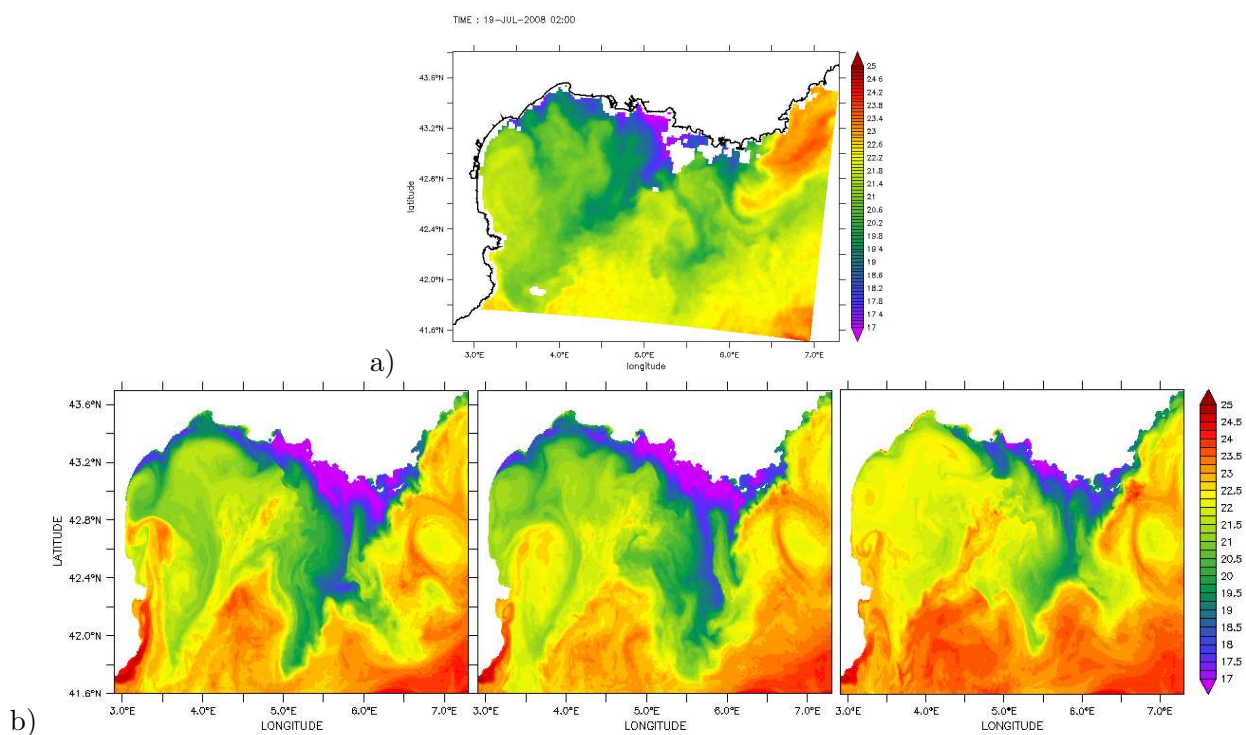 TIME : 19-JUL-2008 02:00
43.6°N
43.2°N
42.8°N
42.4°N
42.0°N
41.6°N
latitude
3.0°E 4.0°E 5.0°E 6.0°E 7.0°E
longitude
25
24.6
24.2
23.8
23.4
23
22.6
22.2
21.8
21.4
21
20.6
20.2
19.8
19.4
19
18.6
18.2
17.8
17.4
17
a)
43.6°N
43.2°N
42.8°N
42.4°N
42.0°N
41.6°N
LATITUDE
3.0°E 4.0°E 5.0°E 6.0°E 7.0°E
LONGITUDE
3.0°E 4.0°E 5.0°E 6.0°E 7.0°E
LONGITUDE
3.0°E 4.0°E 5.0°E 6.0°E 7.0°E
LONGITUDE
25
24.5
24
23.5
23
22.5
22
21.5
21
20.5
20
19.5
19
18.5
18
17.5
17
b)